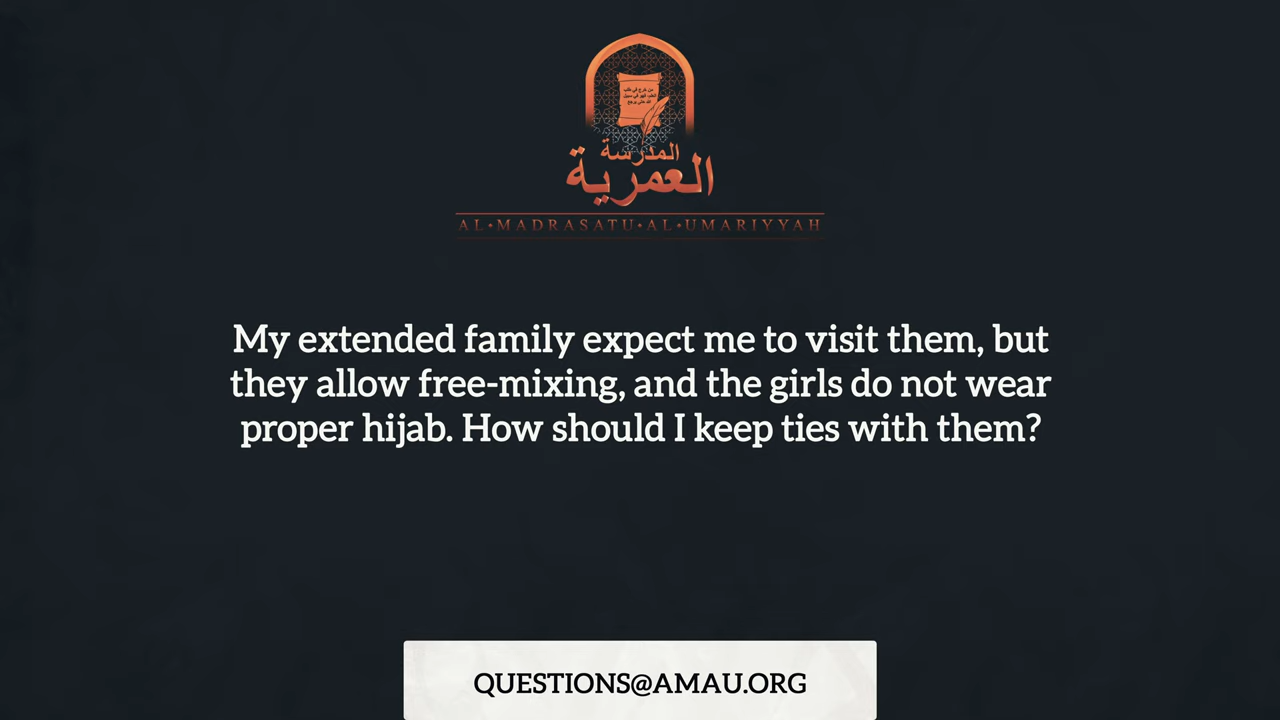 المدرسة
العمرية
AL•MADRASATU•AL•UMARIYYAH
My extended family expect me to visit them, but
they allow free-mixing, and the girls do not wear
proper hijab. How should I keep ties with them?
QUESTIONS@AMAU.ORG